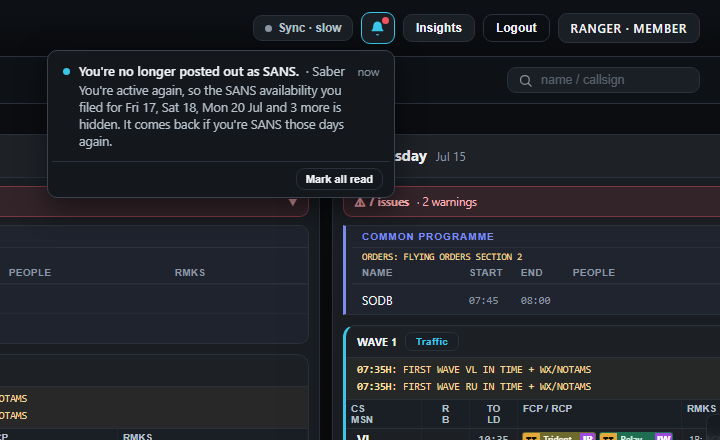 Sync · slow
Insights
Logout
RANGER · MEMBER
You're no longer posted out as SANS. · Saber now
You're active again, so the SANS availability you
filed for Fri 17, Sat 18, Mon 20 Jul and 3 more is
hidden. It comes back if you're SANS those days
again.
Mark all read
name / callsign
sday Jul 15
issues · 2 warnings
PEOPLE RMKS
COMMON PROGRAMME
ORDERS: FLYING ORDERS SECTION 2
NAME START END PEOPLE
SODB 07:45 08:00
WAVE 1 Traffic
OTAMS
OTAMS
07:35H: FIRST WAVE VL IN TIME + WX/NOTAMS
07:35H: FIRST WAVE RU IN TIME + WX/NOTAMS
CS R TO FCP / RCP RMKS
MSN B LD
RMKS
VL 10:35 Trident Relay